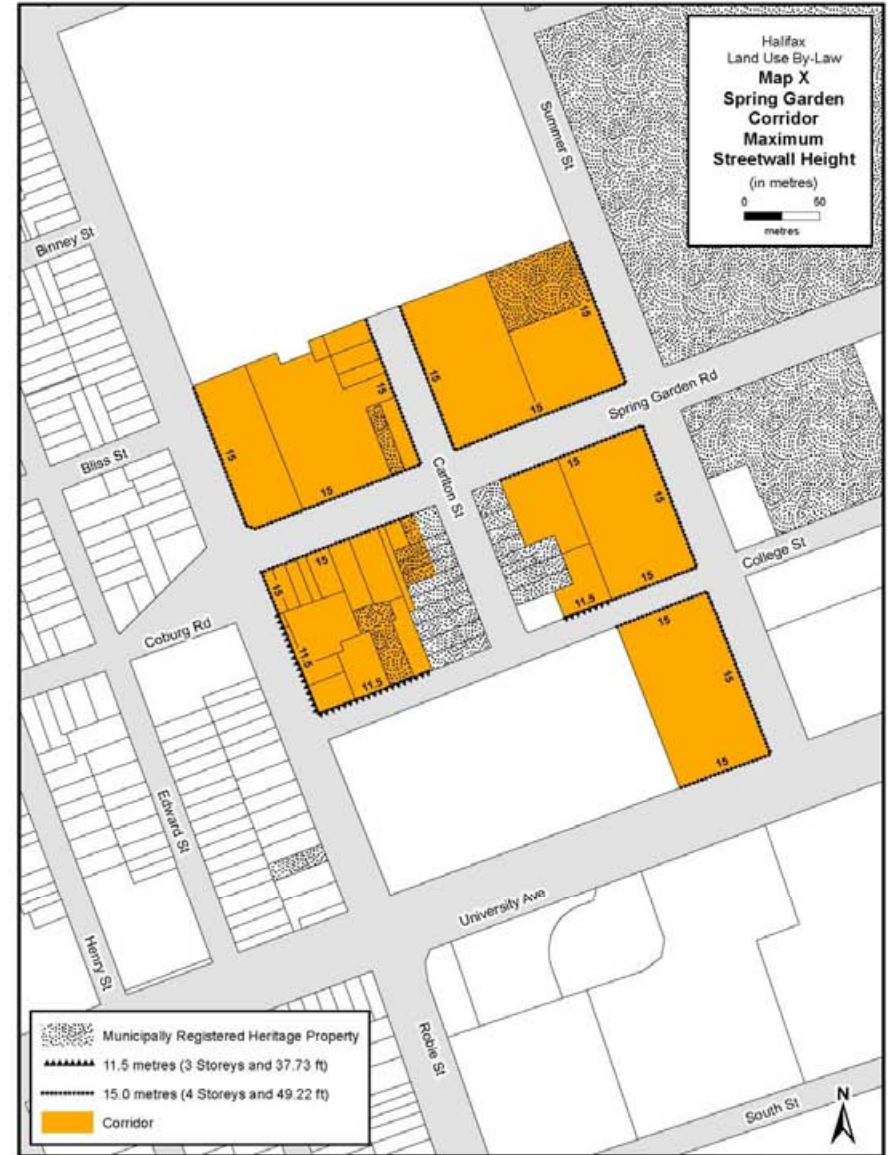 Halifax
Land Use By-Law
Map X
Spring Garden
Corridor
Maximum
Streetwall Height
(in metres)
0 50
metres
Summer St
Binney St
15
15
15
15
Spring Garden Rd
15
15
Bliss St
Carlton St
15
15
15
15
College St
15
11.5
15
Coburg Rd
11.5
11.5
15
15
15
Edward St
University Ave
Henry St
Robie St
South St
N
Municipally Registered Heritage Property
11.5 metres (3 Storeys and 37.73 ft)
15.0 metres (4 Storeys and 49.22 ft)
Corridor